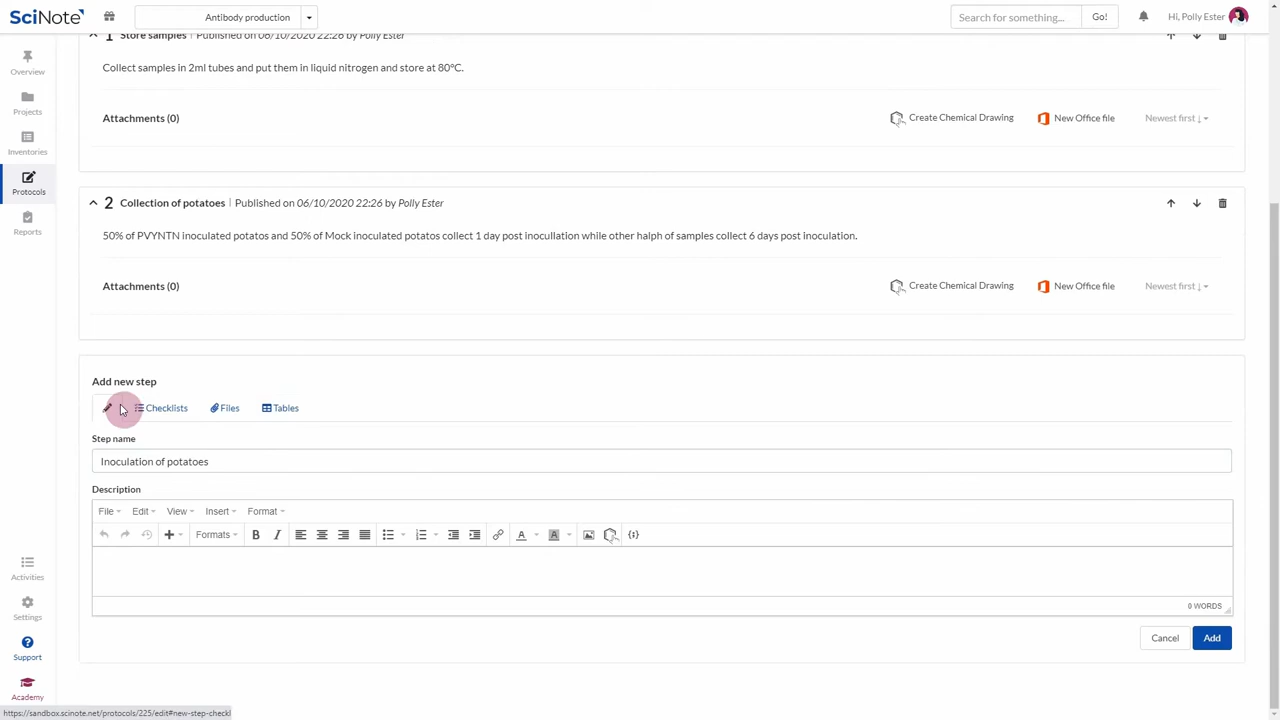 SciNote
Antibody production
Search for something...
Go!
Hi, Polly Ester
Overview
Projects
Inventories
Protocols
Reports
Activities
Settings
Support
Academy
1 Store samples | Published on 06/10/2020 22:26 by Polly Ester
Collect samples in 2ml tubes and put them in liquid nitrogen and store at 80°C.
Attachments (0)
Create Chemical Drawing
New Office file
Newest first ↓
2 Collection of potatoes | Published on 06/10/2020 22:26 by Polly Ester
50% of PVYNTN inoculated potatos and 50% of Mock inoculated potatos collect 1 day post inocullation while other halph of samples collect 6 days post inoculation.
Attachments (0)
Create Chemical Drawing
New Office file
Newest first ↓
Add new step
Checklists
Files
Tables
Step name
Inoculation of potatoes
Description
File
Edit
View
Insert
Format
Formats
B
I
A
A
0 WORDS
Cancel
Add
https://sandbox.scinote.net/protocols/225/edit#new-step-checkl